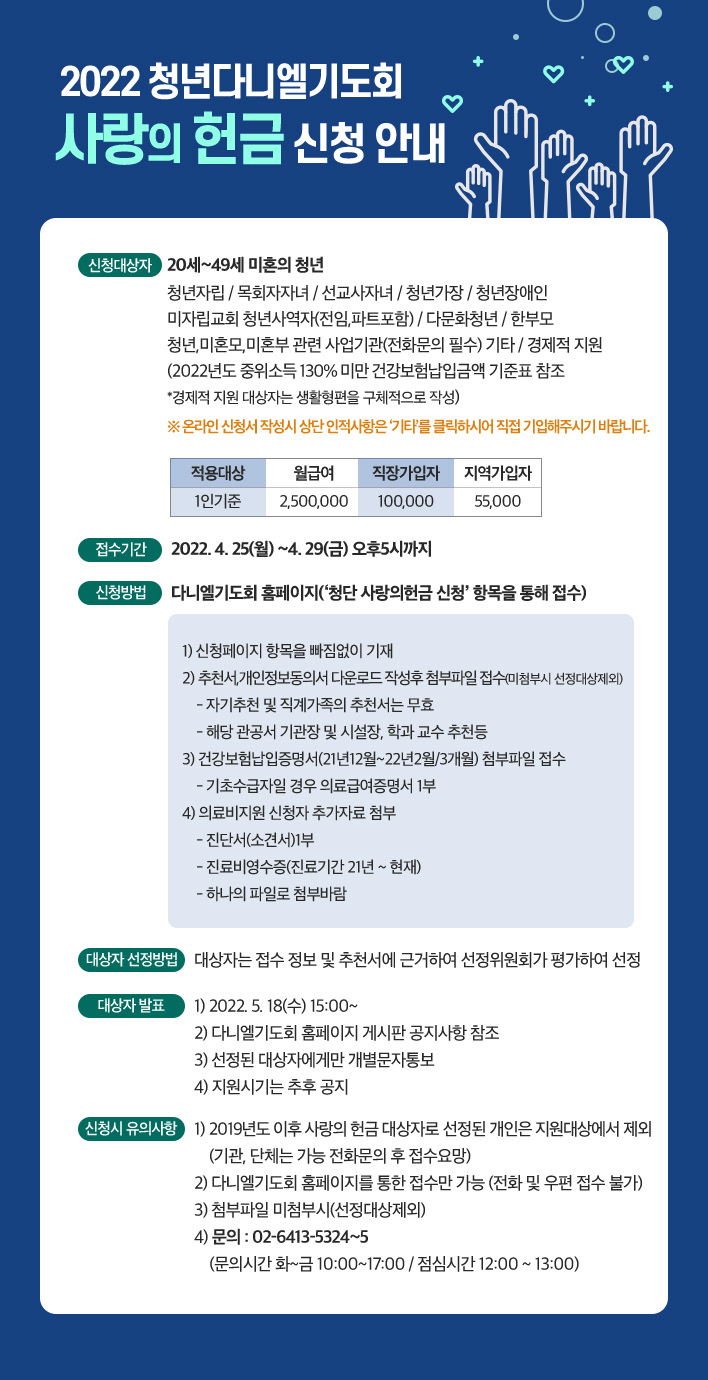 2022 청년다니엘기도회
사랑의 헌금 신청 안내
신청대상자 20세~49세 미혼의 청년
청년자립 / 목회자자녀 / 선교사자녀 / 청년가장 / 청년장애인
미자립교회 청년사역자(전임,파트포함) / 다문화청년 / 한부모
청년,미혼모,미혼부 관련 사업기관(전화문의 필수) 기타 / 경제적 지원
(2022년도 중위소득 130% 미만 건강보험납입금액 기준표 참조
*경제적 지원 대상자는 생활형편을 구체적으로 작성)
※ 온라인 신청서 작성시 상단 인적사항은 ‘기타’를 클릭하시어 직접 기입해주시기 바랍니다.
적용대상 월급여 직장가입자 지역가입자
1인기준 2,500,000 100,000 55,000
접수기간 2022. 4. 25(월) ~4. 29(금) 오후5시까지
신청방법 다니엘기도회 홈페이지(‘청단 사랑의헌금 신청’ 항목을 통해 접수)
1) 신청페이지 항목을 빠짐없이 기재
2) 추천서,개인정보동의서 다운로드 작성후 첨부파일 접수(미첨부시 선정대상제외)
- 자기추천 및 직계가족의 추천서는 무효
- 해당 관공서 기관장 및 시설장, 학과 교수 추천등
3) 건강보험납입증명서(21년12월~22년2월/3개월) 첨부파일 접수
- 기초수급자일 경우 의료급여증명서 1부
4) 의료비지원 신청자 추가자료 첨부
- 진단서(소견서)1부
- 진료비영수증(진료기간 21년 ~ 현재)
- 하나의 파일로 첨부바람
대상자 선정방법 대상자는 접수 정보 및 추천서에 근거하여 선정위원회가 평가하여 선정
대상자 발표 1) 2022. 5. 18(수) 15:00~
2) 다니엘기도회 홈페이지 게시판 공지사항 참조
3) 선정된 대상자에게만 개별문자통보
4) 지원시기는 추후 공지
신청시 유의사항 1) 2019년도 이후 사랑의 헌금 대상자로 선정된 개인은 지원대상에서 제외
(기관, 단체는 가능 전화문의 후 접수요망)
2) 다니엘기도회 홈페이지를 통한 접수만 가능 (전화 및 우편 접수 불가)
3) 첨부파일 미첨부시(선정대상제외)
4) 문의 : 02-6413-5324~5
(문의시간 화~금 10:00~17:00 / 점심시간 12:00 ~ 13:00)